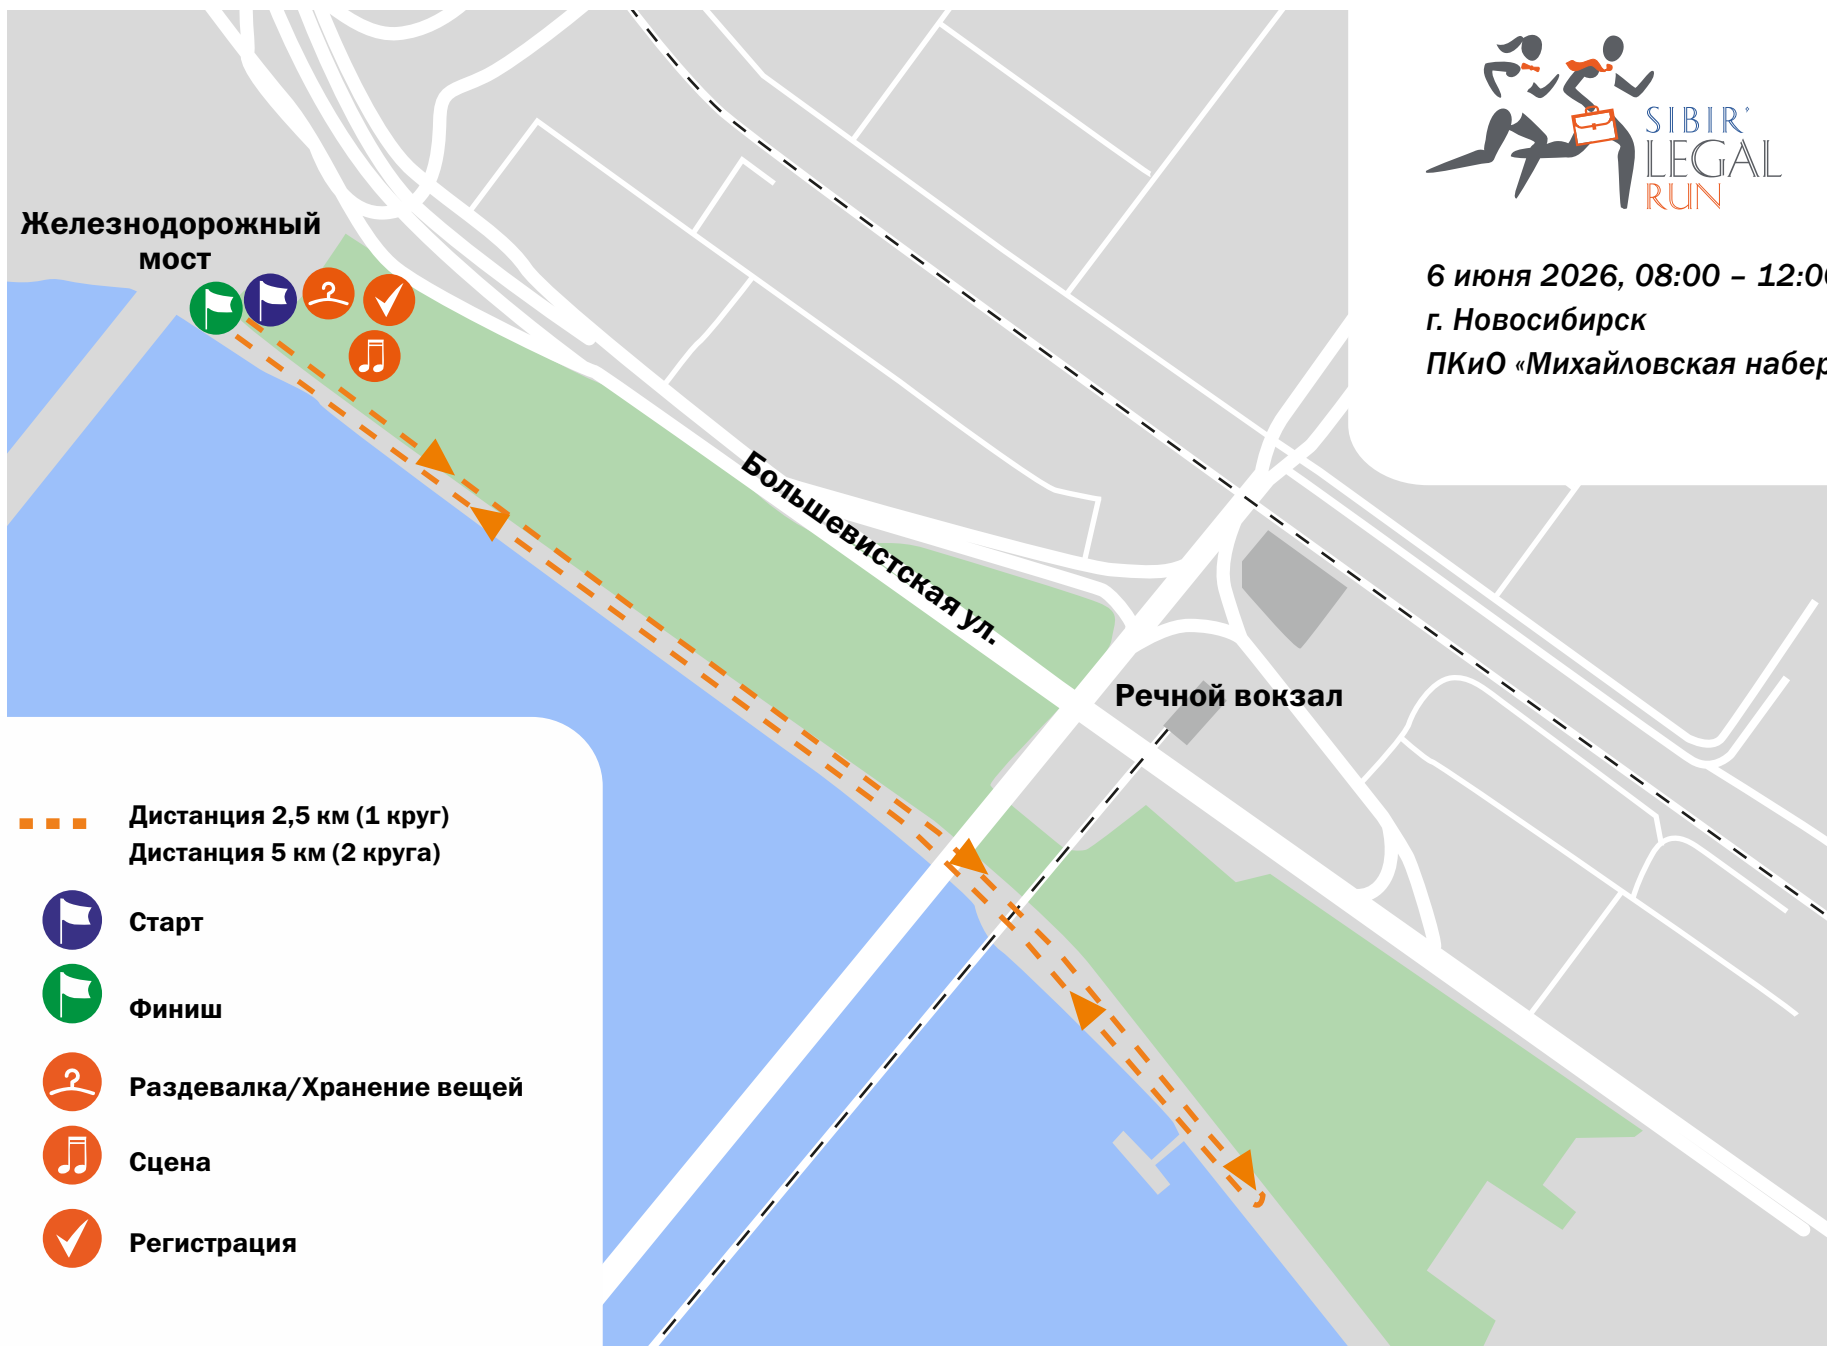 SIBIR'
LEGAL
RUN
6 июня 2026, 08:00 – 12:00
г. Новосибирск
ПКиО «Михайловская набер
Железнодорожный
мост
Большевистская ул.
Речной вокзал
Дистанция 2,5 км (1 круг)
Дистанция 5 км (2 круга)
Старт
Финиш
Раздевалка/Хранение вещей
Сцена
Регистрация